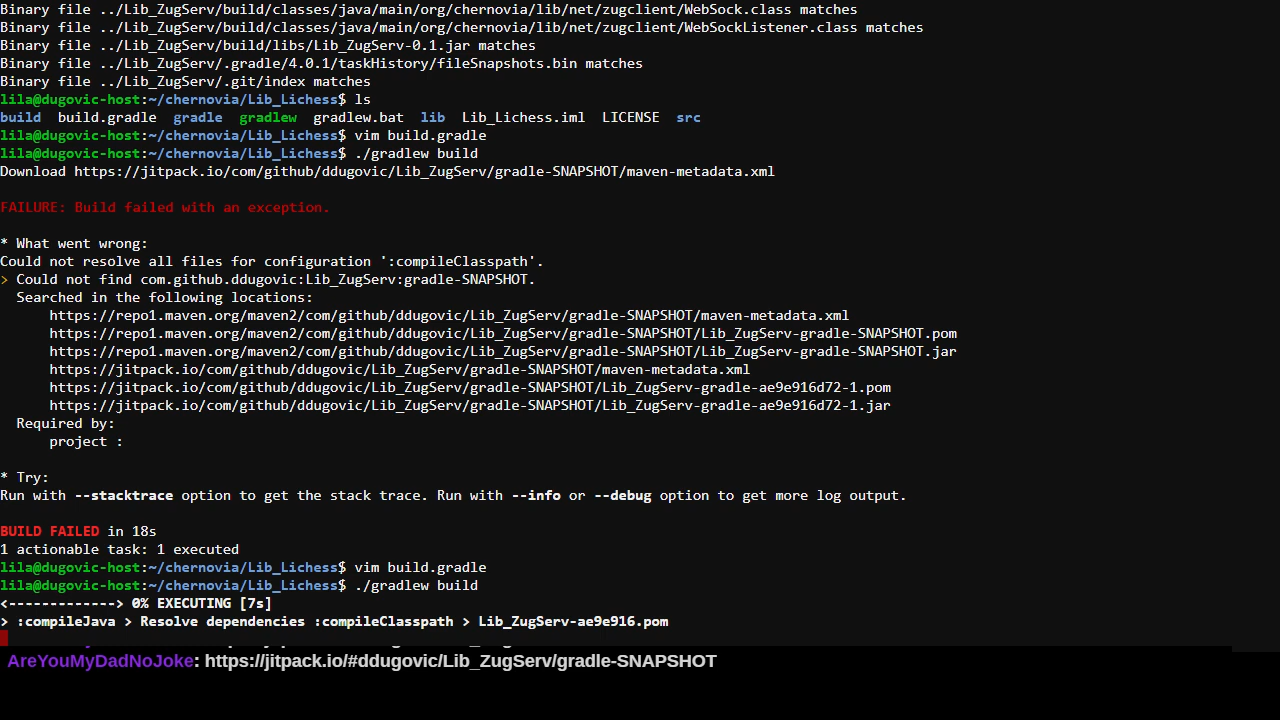 Binary file ../Lib_ZugServ/build/classes/java/main/org/chernovia/lib/net/zugclient/WebSock.class matches
Binary file ../Lib_ZugServ/build/classes/java/main/org/chernovia/lib/net/zugclient/WebSockListener.class matches
Binary file ../Lib_ZugServ/build/libs/Lib_ZugServ-0.1.jar matches
Binary file ../Lib_ZugServ/.gradle/4.0.1/taskHistory/fileSnapshots.bin matches
Binary file ../Lib_ZugServ/.git/index matches
lila@dugovic-host:~/chernovia/Lib_Lichess$ ls
build  build.gradle  gradle  gradlew  gradlew.bat  lib  Lib_Lichess.iml  LICENSE  src
lila@dugovic-host:~/chernovia/Lib_Lichess$ vim build.gradle
lila@dugovic-host:~/chernovia/Lib_Lichess$ ./gradlew build
Download https://jitpack.io/com/github/ddugovic/Lib_ZugServ/gradle-SNAPSHOT/maven-metadata.xml
FAILURE: Build failed with an exception.
* What went wrong:
Could not resolve all files for configuration ':compileClasspath'.
> Could not find com.github.ddugovic:Lib_ZugServ:gradle-SNAPSHOT.
Searched in the following locations:
https://repo1.maven.org/maven2/com/github/ddugovic/Lib_ZugServ/gradle-SNAPSHOT/maven-metadata.xml
https://repo1.maven.org/maven2/com/github/ddugovic/Lib_ZugServ/gradle-SNAPSHOT/Lib_ZugServ-gradle-SNAPSHOT.pom
https://repo1.maven.org/maven2/com/github/ddugovic/Lib_ZugServ/gradle-SNAPSHOT/Lib_ZugServ-gradle-SNAPSHOT.jar
https://jitpack.io/com/github/ddugovic/Lib_ZugServ/gradle-SNAPSHOT/maven-metadata.xml
https://jitpack.io/com/github/ddugovic/Lib_ZugServ/gradle-SNAPSHOT/Lib_ZugServ-gradle-ae9e916d72-1.pom
https://jitpack.io/com/github/ddugovic/Lib_ZugServ/gradle-SNAPSHOT/Lib_ZugServ-gradle-ae9e916d72-1.jar
Required by:
project :
* Try:
Run with --stacktrace option to get the stack trace. Run with --info or --debug option to get more log output.
BUILD FAILED in 18s
1 actionable task: 1 executed
lila@dugovic-host:~/chernovia/Lib_Lichess$ vim build.gradle
lila@dugovic-host:~/chernovia/Lib_Lichess$ ./gradlew build
<-------------> 0% EXECUTING [7s]
> :compileJava > Resolve dependencies :compileClasspath > Lib_ZugServ-ae9e916.pom
AreYouMyDadNoJoke: https://jitpack.io/#ddugovic/Lib_ZugServ/gradle-SNAPSHOT